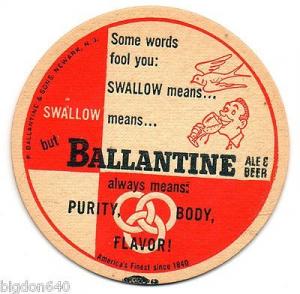 Some words
fool you:
SWALLOW means...
SWALLOW means...
but BALLANTINE ALE & BEER
always means:
PURITY, BODY,
FLAVOR!
America's Finest since 1840
P. BALLANTINE & SONS, NEWARK, N. J.
bigdon640